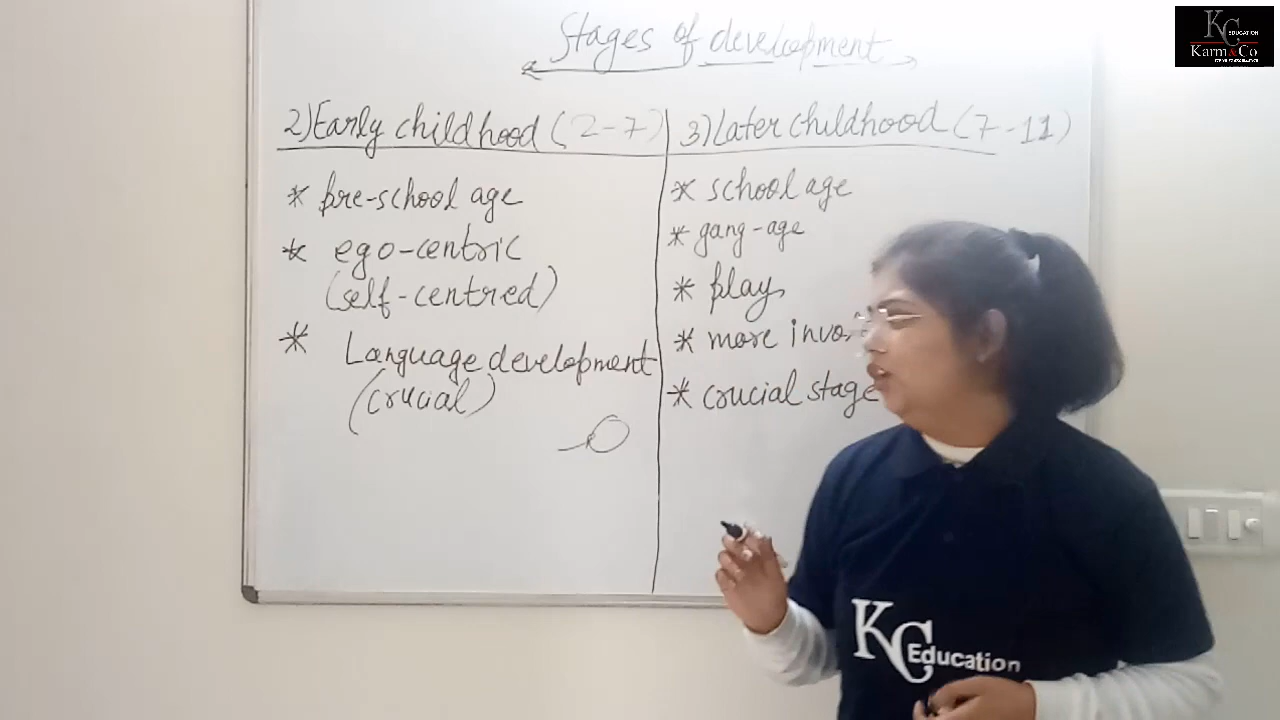 Stages of development
2) Early childhood (2-7)
* pre-school age
* ego-centric
(self-centred)
* Language development
(crucial)
3) Later childhood (7-11)
* school age
* gang-age
* play
* more
* crucial stage
KC EDUCATION
Karm&Co
KC Education